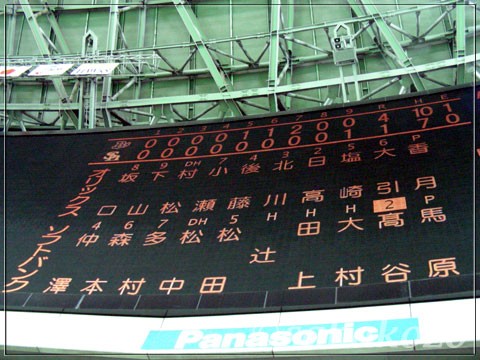 1 2 3 4 5 6 7 8 9 R H E
0 0 0 0 1 1 2 0 0 4 10 1
0 0 0 0 0 0 0 0 1 1 7 0
オリックス
8 坂口
9 下山
DH 村松
7 小瀬
4 後藤
3 北川
2 日高
5 塩崎
6 大引
P 香月
ソフトバンク
4 仲澤
6 森本
7 多村
DH 松中
5 松田
辻
H 田上
H 大村
2 高谷
P 馬原
Panasonic